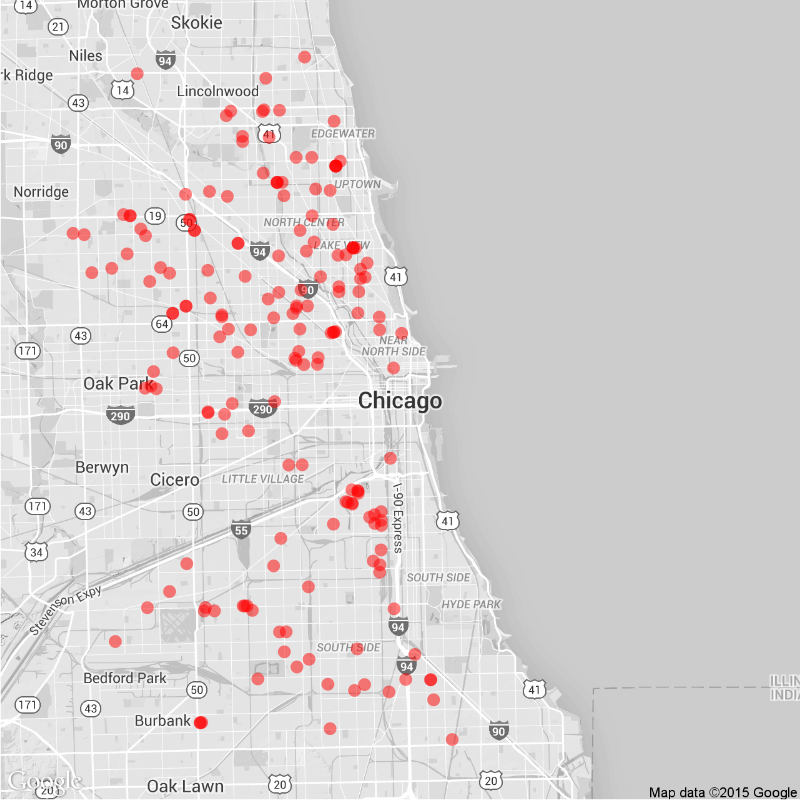 14
Morton Grove
21
Skokie
Niles
94
rk Ridge
14
Lincolnwood
43
41
EDGEWATER
90
Norridge
UPTOWN
19
50
NORTH CENTER
94
LAKE VIEW
41
90
64
43
171
50
NEAR
NORTH SIDE
Oak Park
290
290
Chicago
Berwyn
Cicero
LITTLE VILLAGE
171
43
50
I-90 Express
41
55
34
SOUTH SIDE
Stevenson Expy
HYDE PARK
94
SOUTH SIDE
94
Bedford Park
50
41
ILLIN
INDIA
171
43
Burbank
90
Google
20
Oak Lawn
20
20
Map data ©2015 Google